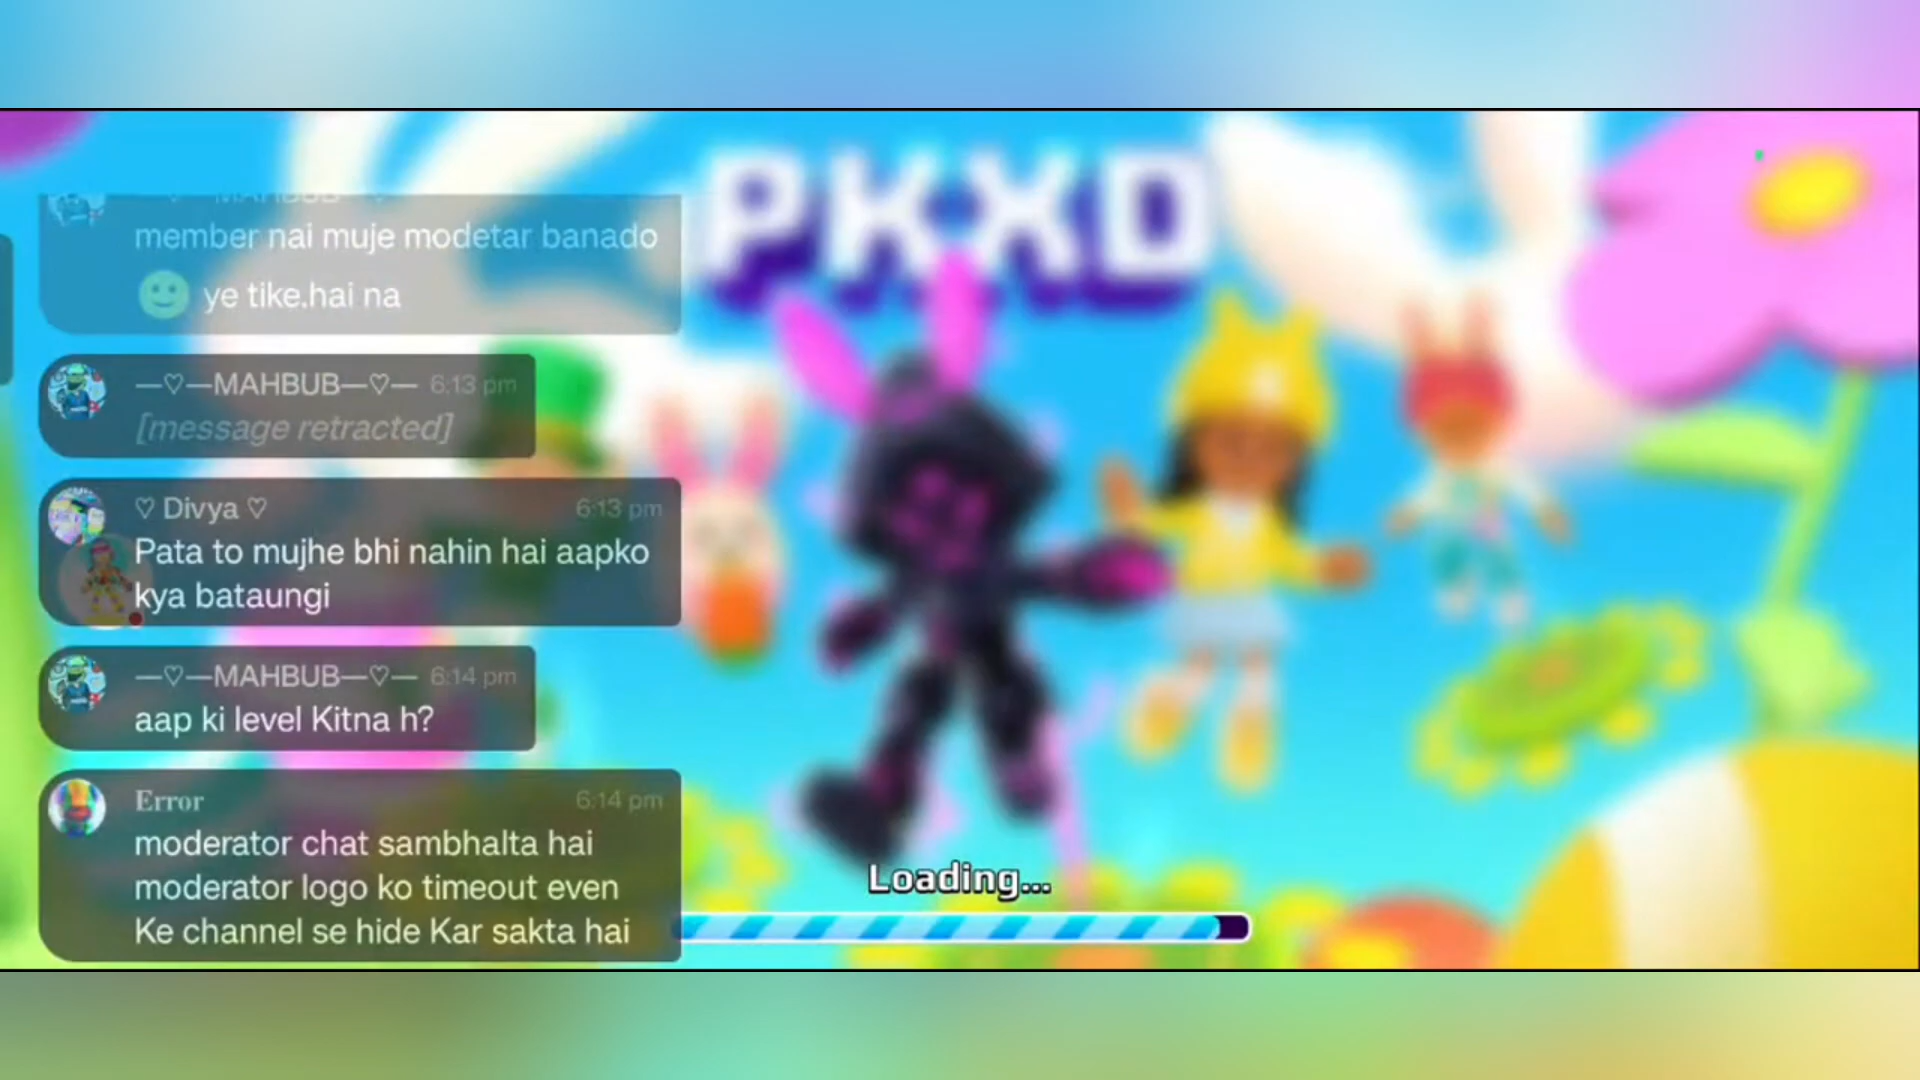 PKXD
—♡—MAHBUB—♡—
member nai muje modetar banado
ye tike.hai na
—♡—MAHBUB—♡— 6:13 pm
[message retracted]
♡ Divya ♡ 6:13 pm
Pata to mujhe bhi nahin hai aapko
kya bataungi
—♡—MAHBUB—♡— 6:14 pm
aap ki level Kitna h?
Error 6:14 pm
moderator chat sambhalta hai
moderator logo ko timeout even
Ke channel se hide Kar sakta hai
Loading...